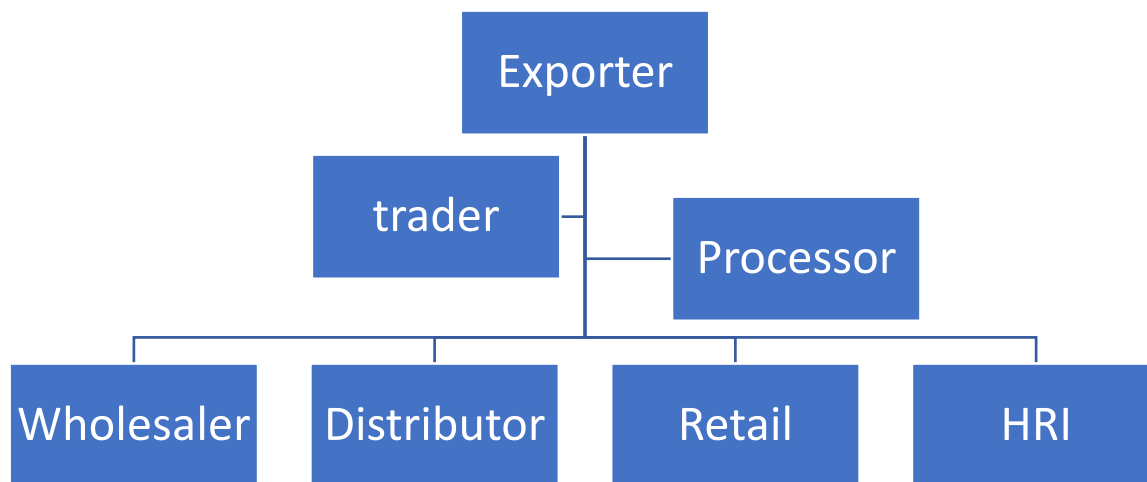 Exporter
trader
Processor
Wholesaler
Distributor
Retail
HRI